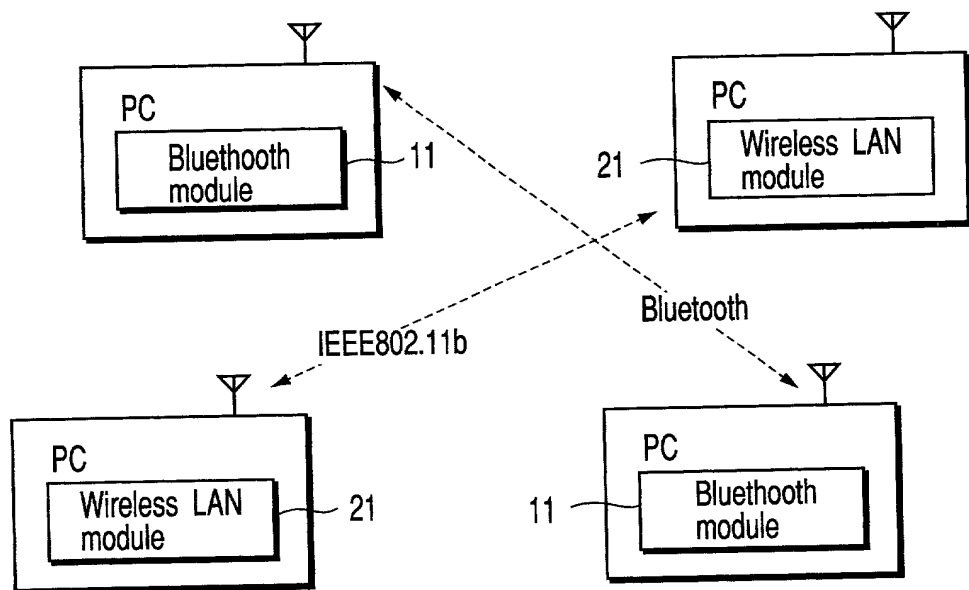 PC
Bluethooth
module
11
PC
Wireless LAN
module
21
Bluetooth
IEEE802.11b
PC
Wireless LAN
module
21
PC
Bluethooth
module
11